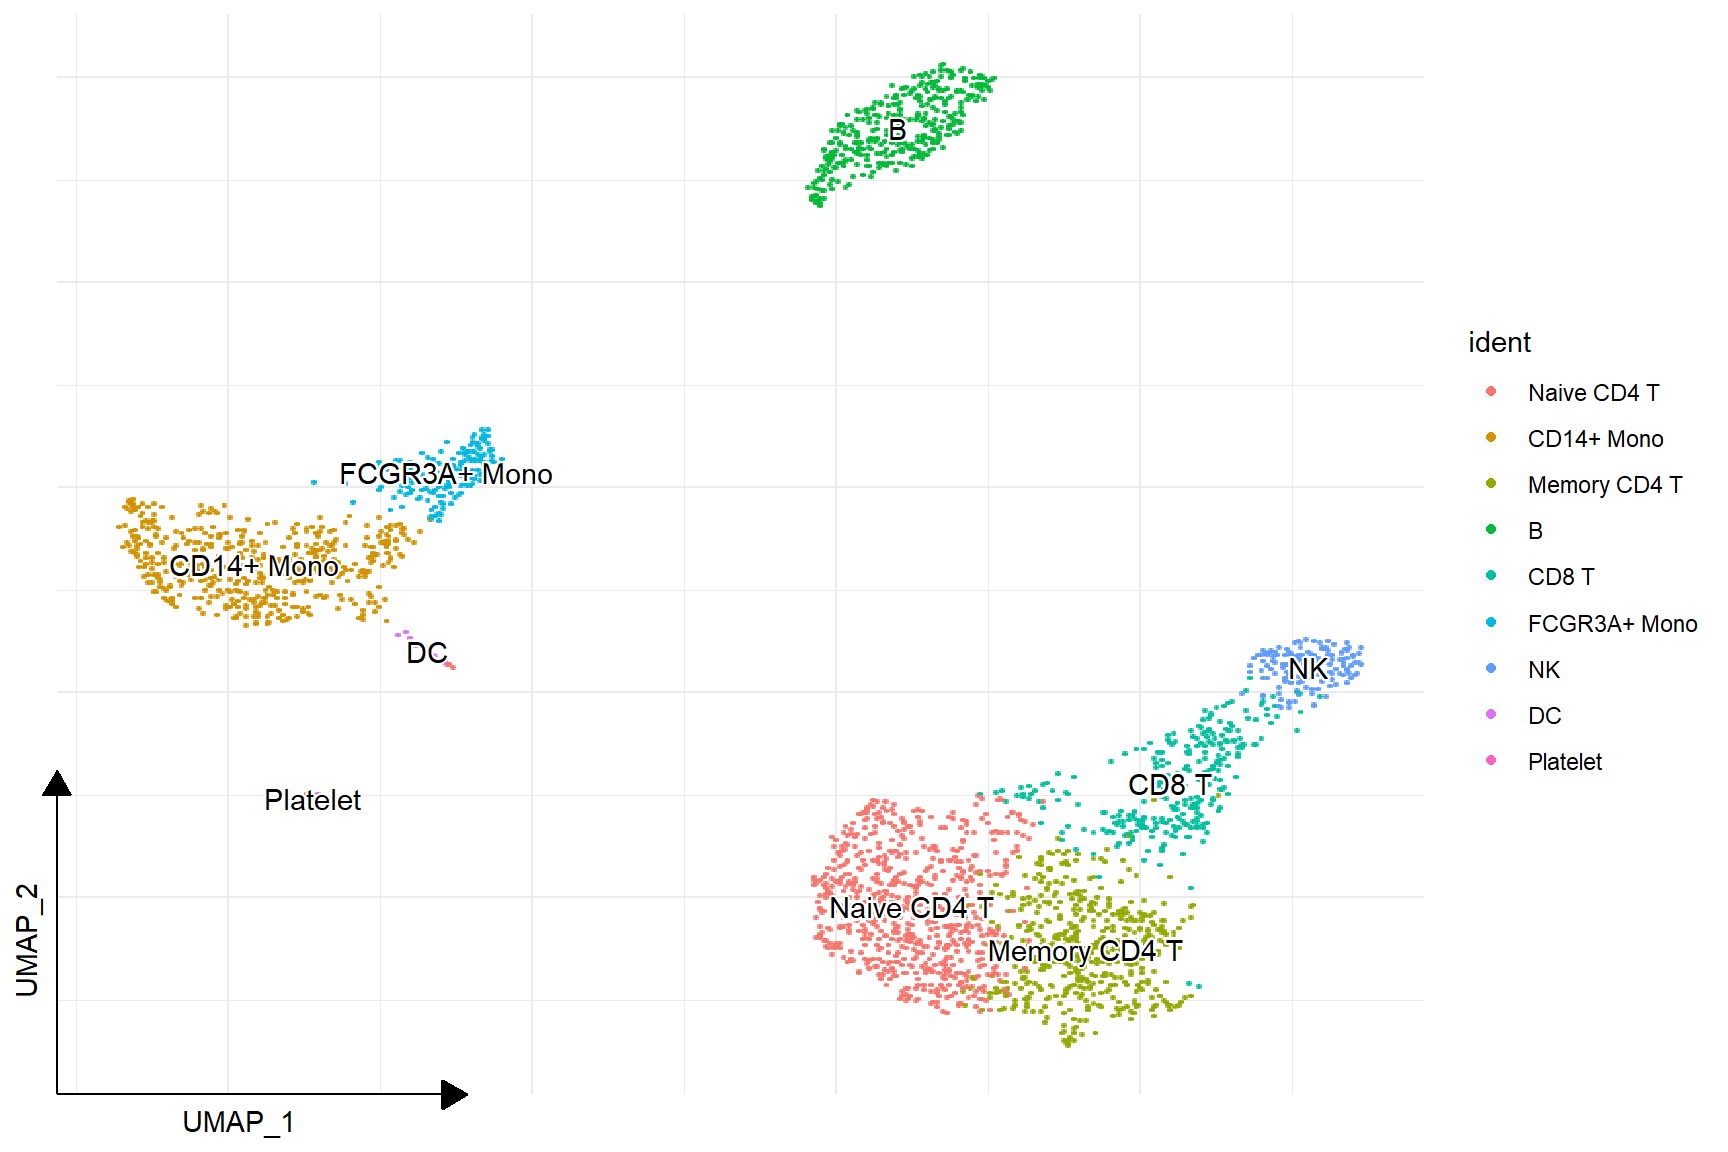 B
FCGR3A+ Mono
CD14+ Mono
DC
NK
CD8 T
Platelet
Naive CD4 T
Memory CD4 T
UMAP_2
UMAP_1
ident
Naive CD4 T
CD14+ Mono
Memory CD4 T
B
CD8 T
FCGR3A+ Mono
NK
DC
Platelet